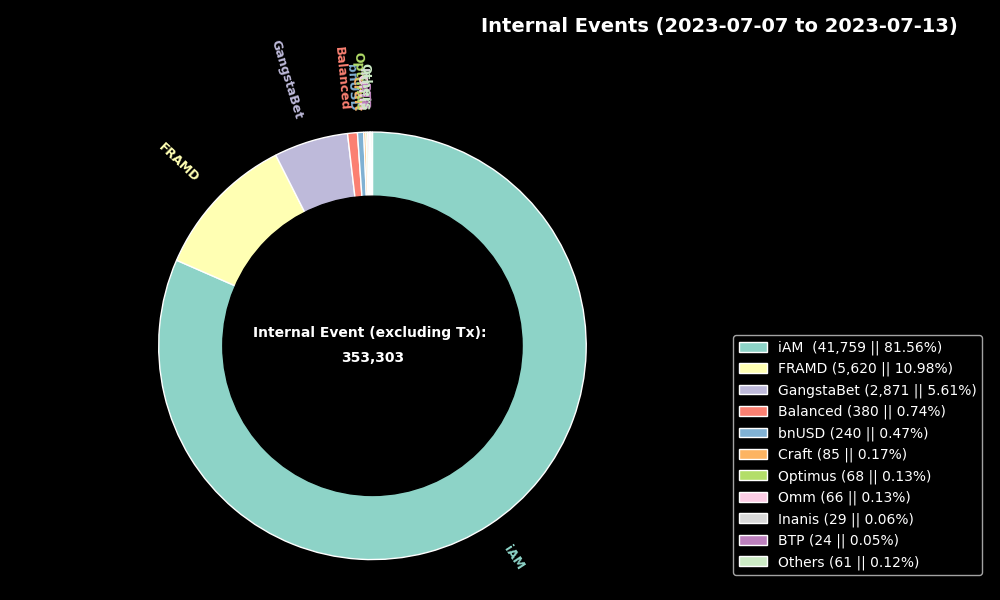 Internal Events (2023-07-07 to 2023-07-13)
GangstaBet
Balanced
bnUSD
Optimus
Others
FRAMD
Internal Event (excluding Tx):
353,303
iAM
iAM (41,759 || 81.56%)
FRAMD (5,620 || 10.98%)
GangstaBet (2,871 || 5.61%)
Balanced (380 || 0.74%)
bnUSD (240 || 0.47%)
Craft (85 || 0.17%)
Optimus (68 || 0.13%)
Omm (66 || 0.13%)
Inanis (29 || 0.06%)
BTP (24 || 0.05%)
Others (61 || 0.12%)